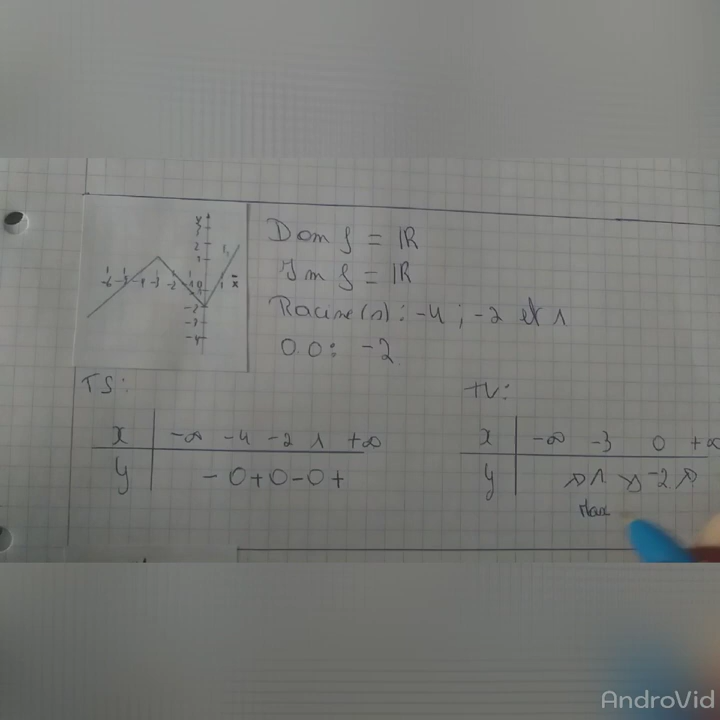 Dom f = IR
Im f = IR
Racine(s): -4 ; -2 et 1
O.O: -2
TS:
TV:
x -∞ -4 -2 1 +∞
y - 0 + 0 - 0 +
x -∞ -3 0 +∞
y ↗ 1 ↘ -2 ↗
Max
AndroVid